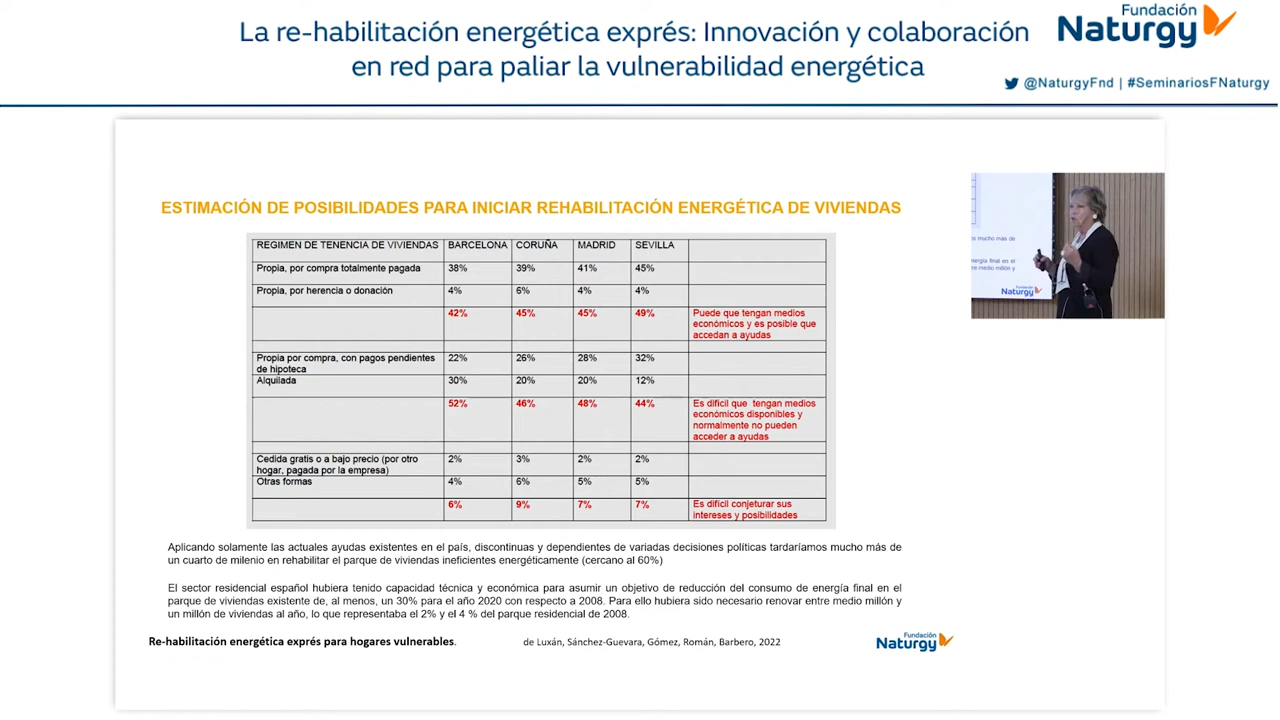 La re-habilitación energética exprés: Innovación y colaboración
en red para paliar la vulnerabilidad energética
Fundación
Naturgy
@NaturgyFnd | #SeminariosFNaturgy
ESTIMACIÓN DE POSIBILIDADES PARA INICIAR REHABILITACIÓN ENERGÉTICA DE VIVIENDAS
REGIMEN DE TENENCIA DE VIVIENDAS BARCELONA CORUÑA MADRID SEVILLA
Propia, por compra totalmente pagada 38% 39% 41% 45%
Propia, por herencia o donación 4% 6% 4% 4%
42% 45% 45% 49% Puede que tengan medios
económicos y es posible que
accedan a ayudas
Propia por compra, con pagos pendientes 22% 26% 28% 32%
de hipoteca
Alquilada 30% 20% 20% 12%
52% 46% 48% 44% Es difícil que tengan medios
económicos disponibles y
normalmente no pueden
acceder a ayudas
Cedida gratis o a bajo precio (por otro 2% 3% 2% 2%
hogar, pagada por la empresa)
Otras formas 4% 6% 5% 5%
6% 9% 7% 7% Es difícil conjeturar sus
intereses y posibilidades
Aplicando solamente las actuales ayudas existentes en el país, discontinuas y dependientes de variadas decisiones políticas tardaríamos mucho más de
un cuarto de milenio en rehabilitar el parque de viviendas ineficientes energéticamente (cercano al 60%)
El sector residencial español hubiera tenido capacidad técnica y económica para asumir un objetivo de reducción del consumo de energía final en el
parque de viviendas existente de, al menos, un 30% para el año 2020 con respecto a 2008. Para ello hubiera sido necesario renovar entre medio millón y
un millón de viviendas al año, lo que representaba el 2% y el 4 % del parque residencial de 2008.
Re-habilitación energética exprés para hogares vulnerables. de Luxán, Sánchez-Guevara, Gómez, Román, Barbero, 2022
Fundación
Naturgy
mucho más de
energía final en el
medio millón y
Fundación
Naturgy